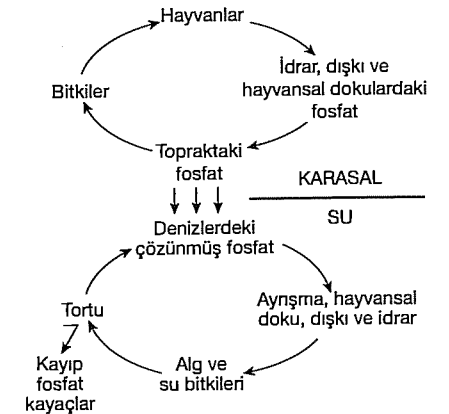 Hayvanlar
İdrar, dışkı ve
hayvansal dokulardaki
fosfat
Bitkiler
Topraktaki
fosfat
KARASAL
SU
Denizlerdeki
çözünmüş fosfat
Ayrışma, hayvansal
doku, dışkı ve idrar
Tortu
Alg ve
su bitkileri
Kayıp
fosfat
kayaçlar